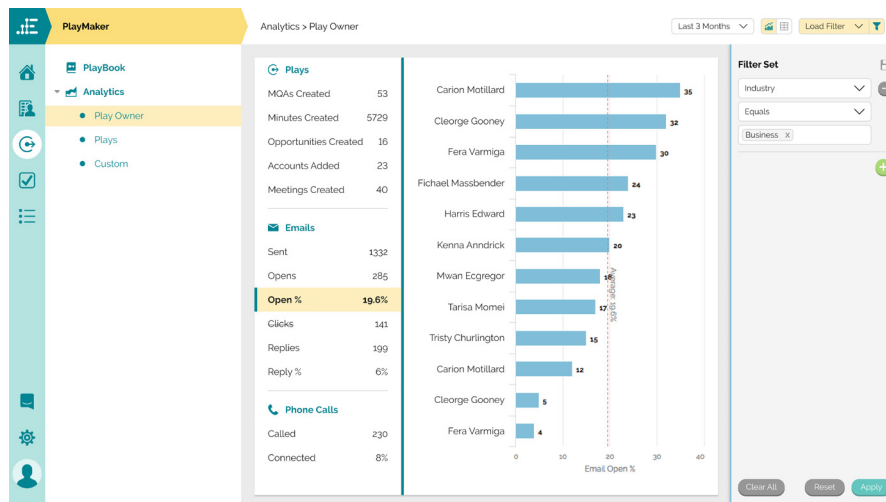 PlayMaker
Analytics > Play Owner
Last 3 Months
Load Filter
PlayBook
Analytics
Play Owner
Plays
Custom
Plays
MQAs Created 53
Minutes Created 5729
Opportunities Created 16
Accounts Added 23
Meetings Created 40
Emails
Sent 1332
Opens 285
Open % 19.6%
Clicks 141
Replies 199
Reply % 6%
Phone Calls
Called 230
Connected 8%
Carion Motillard 35
Cleorge Gooney 32
Fera Varmiga 30
Fichael Massbender 24
Harris Edward 23
Kenna Anndrick 20
Mwan Ecgregor 18
Tarisa Momei 17
Tristy Churlington 15
Carion Motillard 12
Cleorge Gooney 5
Fera Varmiga 4
Average: 19.6%
0 10 20 30 40
Email Open %
Filter Set
Industry
Equals
Business x
Clear All
Reset
Apply